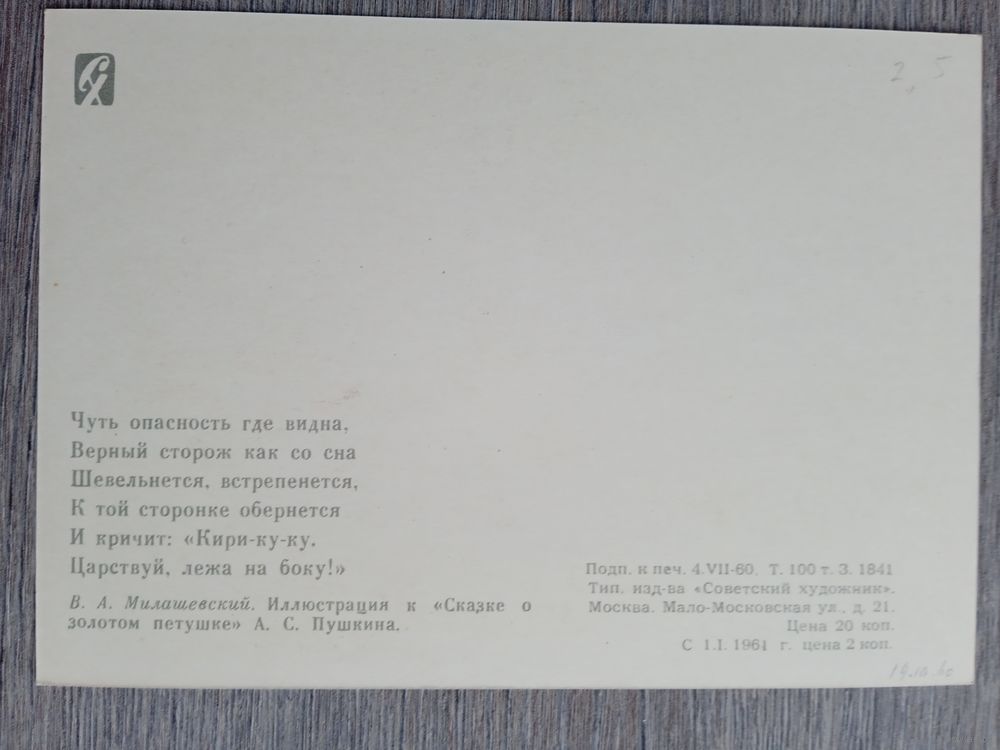 2,5
Чуть опасность где видна,
Верный сторож как со сна
Шевельнется, встрепенется,
К той сторонке обернется
И кричит: «Кири-ку-ку.
Царствуй, лежа на боку!»
В. А. Милашевский. Иллюстрация к «Сказке о
золотом петушке» А. С. Пушкина.
Подп. к печ. 4.VII-60. Т. 100 т. З. 1841
Тип. изд-ва «Советский художник».
Москва. Мало-Московская ул., д. 21.
Цена 20 коп.
С 1.I. 1961 г. цена 2 коп.